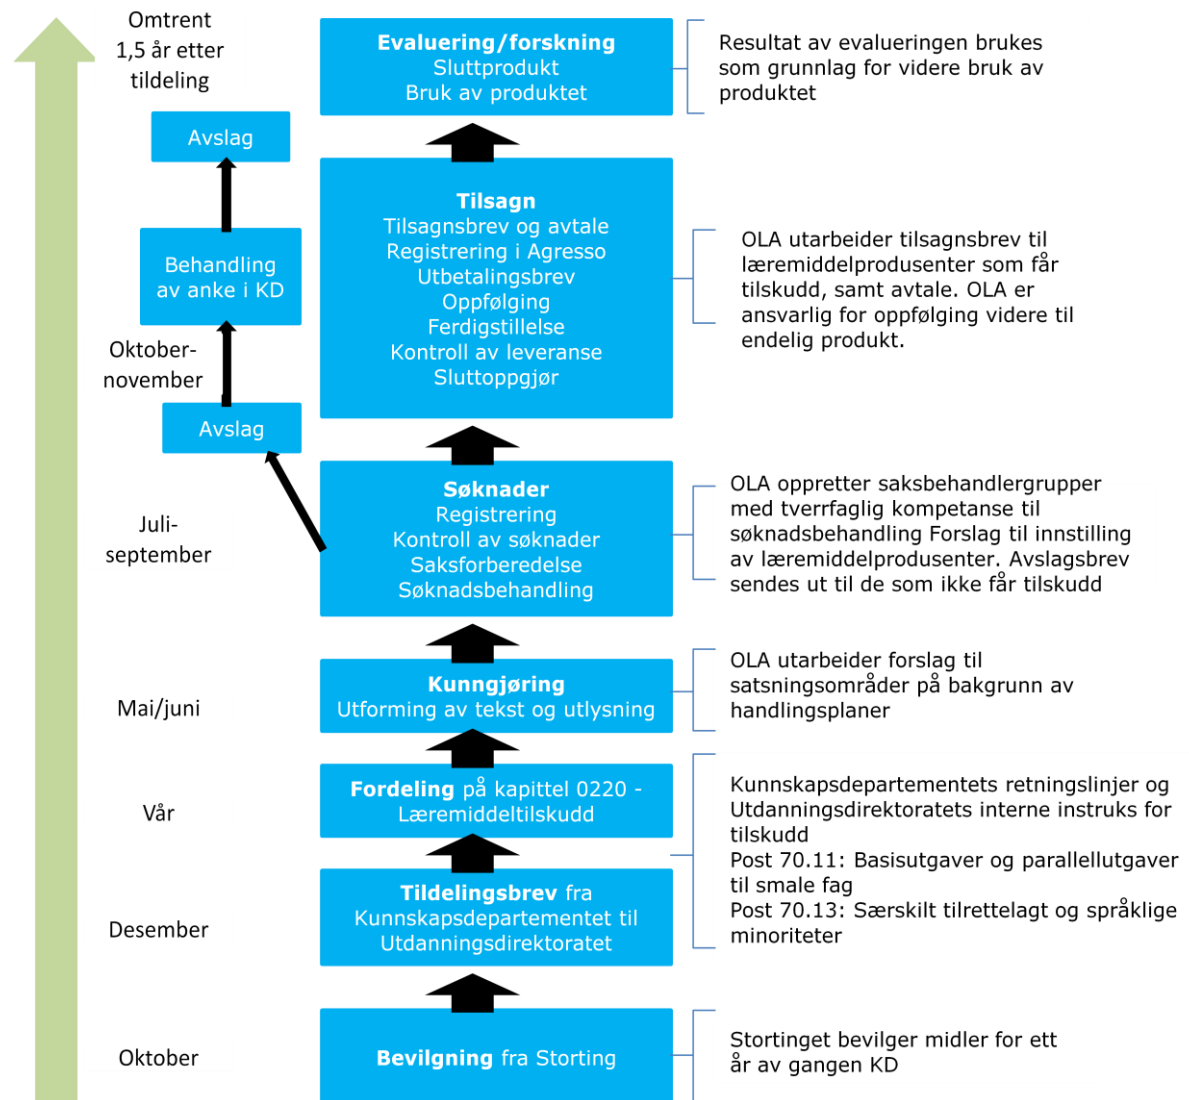 Omtrent
1,5 år etter
tildeling
Evaluering/forskning
Sluttprodukt
Bruk av produktet
Resultat av evalueringen brukes
som grunnlag for videre bruk av
produktet
Avslag
Behandling
av anke i KD
Tilsagn
Tilsagnsbrev og avtale
Registrering i Agresso
Utbetalingsbrev
Oppfølging
Ferdigstillelse
Kontroll av leveranse
Sluttoppgjør
OLA utarbeider tilsagnsbrev til
læremiddelprodusenter som får
tilskudd, samt avtale. OLA er
ansvarlig for oppfølging videre til
endelig produkt.
Oktober-
november
Avslag
Juli-
september
Søknader
Registrering
Kontroll av søknader
Saksforberedelse
Søknadsbehandling
OLA oppretter saksbehandlergrupper
med tverrfaglig kompetanse til
søknadsbehandling Forslag til innstilling
av læremiddelprodusenter. Avslagsbrev
sendes ut til de som ikke får tilskudd
Mai/juni
Kunngjøring
Utforming av tekst og utlysning
OLA utarbeider forslag til
satsningsområder på bakgrunn av
handlingsplaner
Vår
Fordeling på kapittel 0220 -
Læremiddeltilskudd
Kunnskapsdepartementets retningslinjer og
Utdanningsdirektoratets interne instruks for
tilskudd
Post 70.11: Basisutgaver og parallellutgaver
til smale fag
Post 70.13: Særskilt tilrettelagt og språklige
minoriteter
Desember
Tildelingsbrev fra
Kunnskapsdepartementet til
Utdanningsdirektoratet
Oktober
Bevilgning fra Storting
Stortinget bevilger midler for ett
år av gangen KD